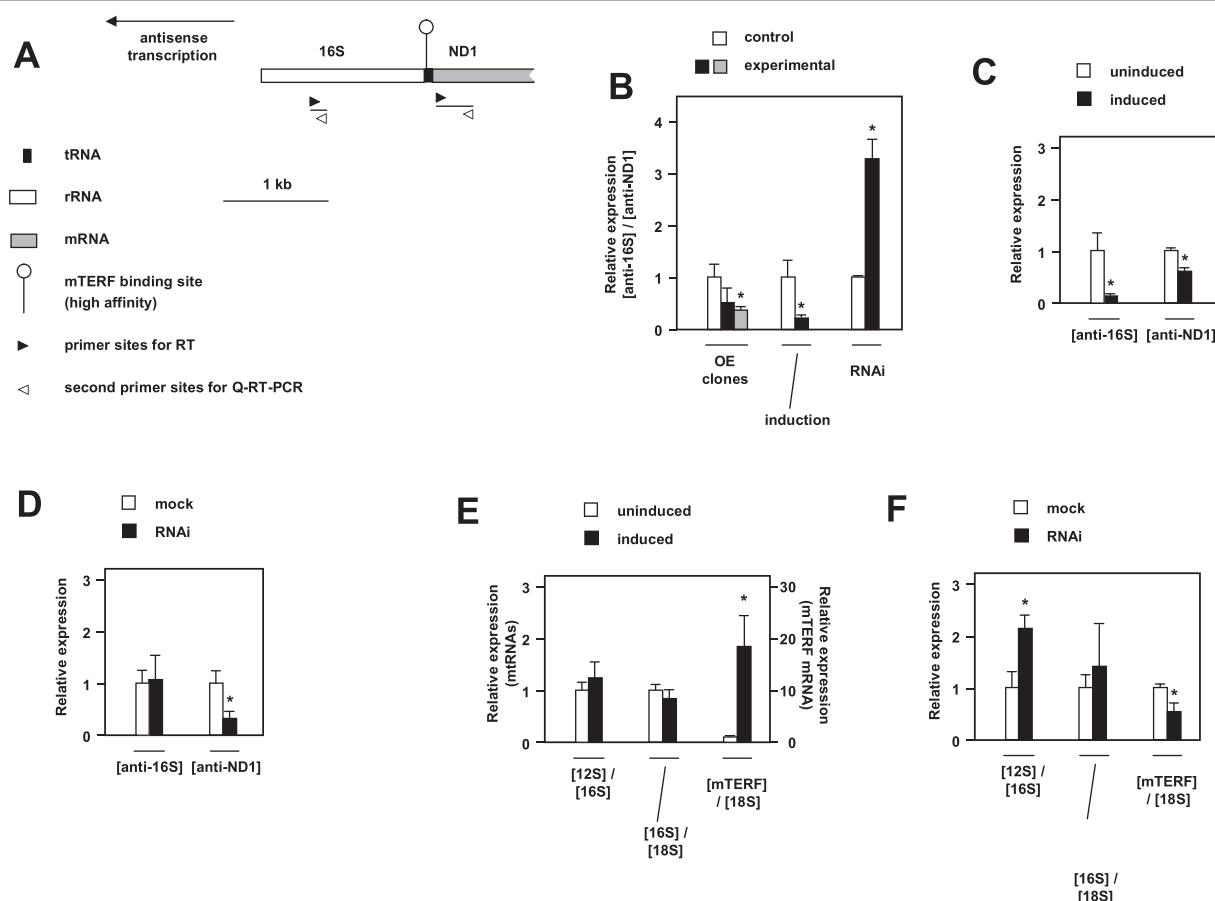 A
antisense
transcription
16S
ND1
tRNA
rRNA
1 kb
mRNA
mTERF binding site
(high affinity)
primer sites for RT
second primer sites for Q-RT-PCR
B
control
experimental
Relative expression
[anti-16S] / [anti-ND1]
4
3
2
1
0
*
*
*
OE
clones
induction
RNAi
C
uninduced
induced
Relative expression
3
2
1
0
*
*
[anti-16S]
[anti-ND1]
D
mock
RNAi
Relative expression
3
2
1
0
*
[anti-16S]
[anti-ND1]
E
uninduced
induced
Relative expression
(mtRNAs)
3
2
1
0
*
30
20
10
0
Relative expression
(mTERF mRNA)
[12S] /
[16S]
[16S] /
[18S]
[mTERF]
/ [18S]
F
mock
RNAi
Relative expression
3
2
1
0
*
*
[12S] /
[16S]
[16S] /
[18S]
[mTERF]
/ [18S]